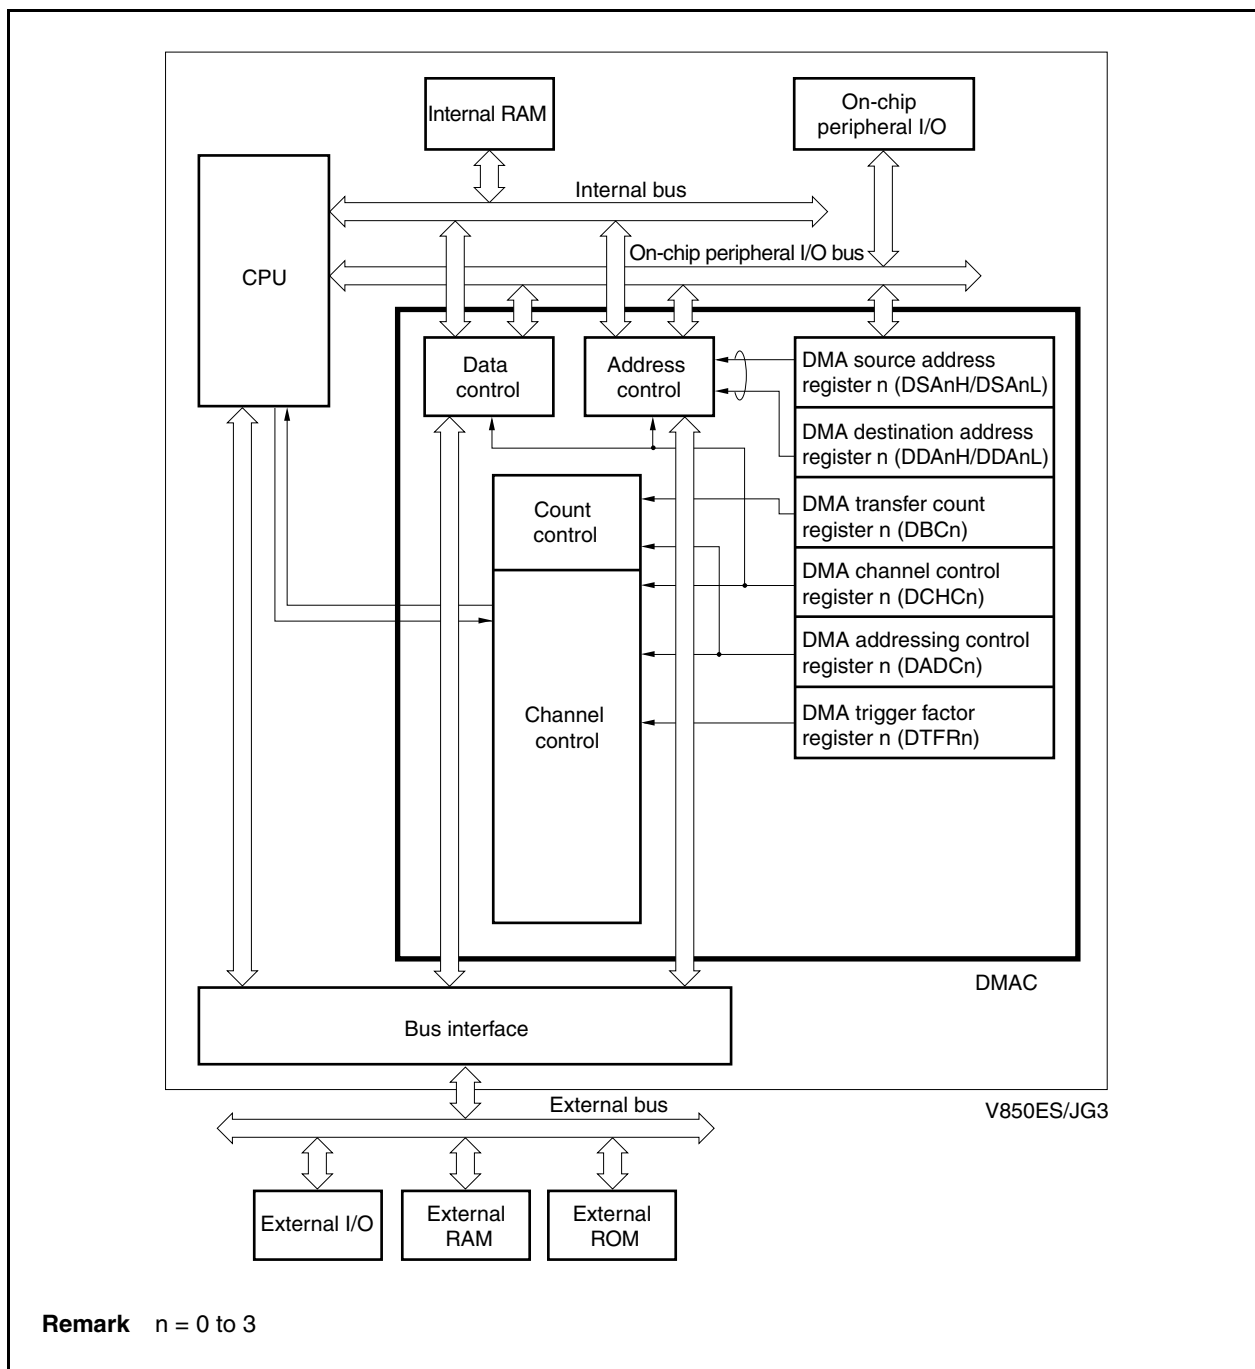 Internal RAM
On-chip
peripheral I/O
Internal bus
CPU
On-chip peripheral I/O bus
Data
control
Address
control
DMA source address
register n (DSAnH/DSAnL)
DMA destination address
register n (DDAnH/DDAnL)
Count
control
DMA transfer count
register n (DBCn)
DMA channel control
register n (DCHCn)
DMA addressing control
register n (DADCn)
Channel
control
DMA trigger factor
register n (DTFRn)
DMAC
Bus interface
V850ES/JG3
External bus
External I/O
External
RAM
External
ROM
Remark n = 0 to 3